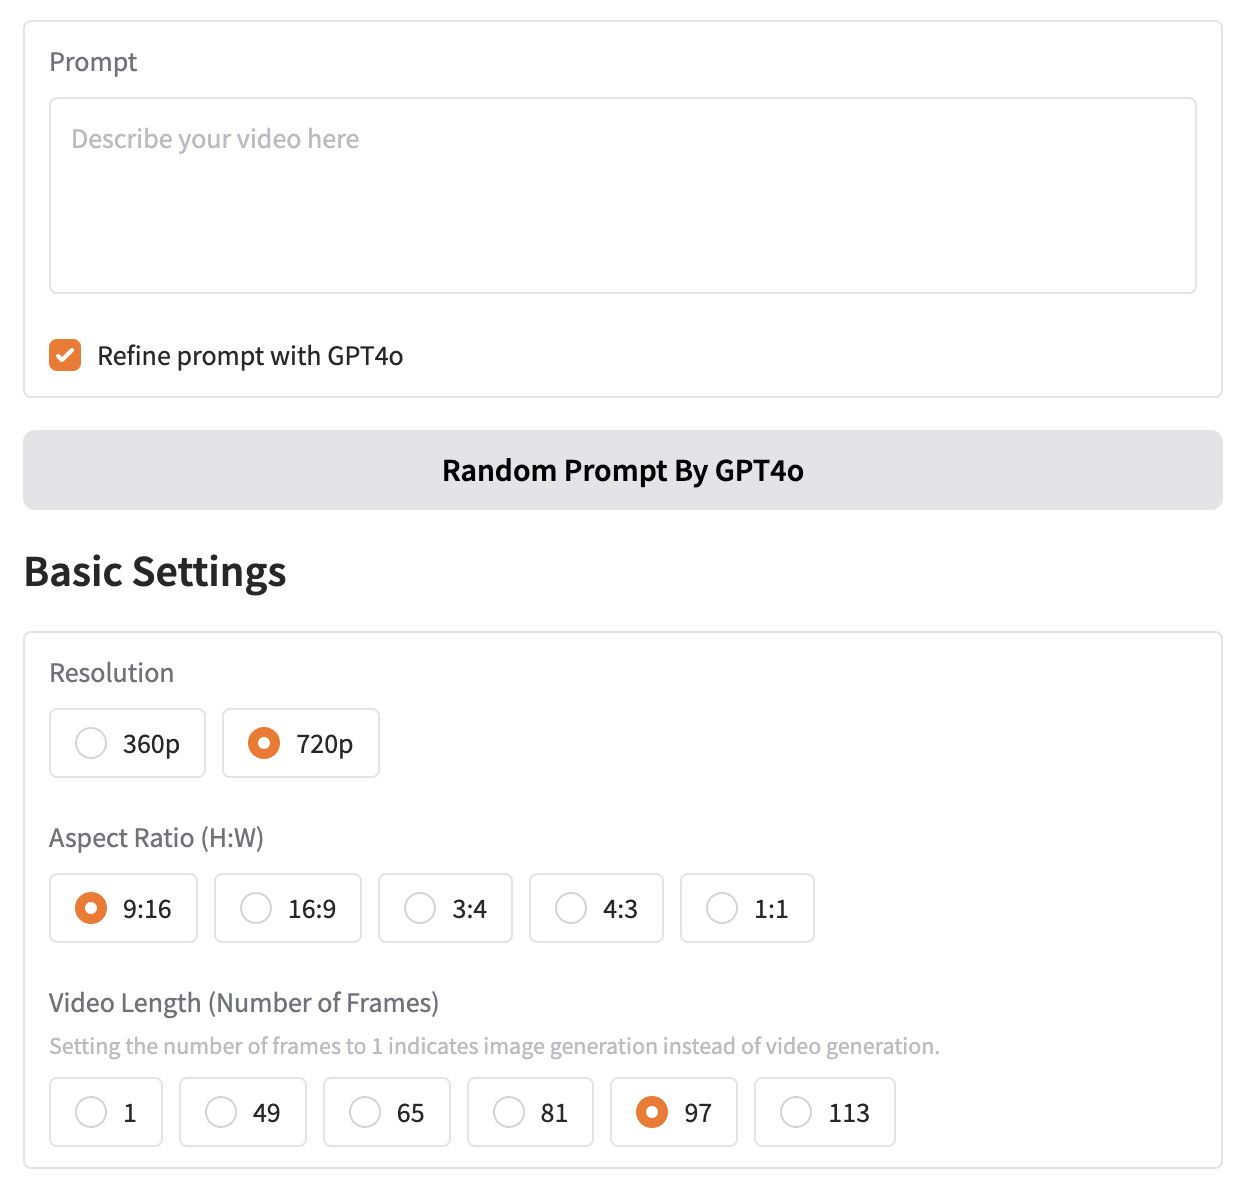 Prompt
Describe your video here
Refine prompt with GPT4o
Random Prompt By GPT4o
Basic Settings
Resolution
360p 720p
Aspect Ratio (H:W)
9:16 16:9 3:4 4:3 1:1
Video Length (Number of Frames)
Setting the number of frames to 1 indicates image generation instead of video generation.
1 49 65 81 97 113